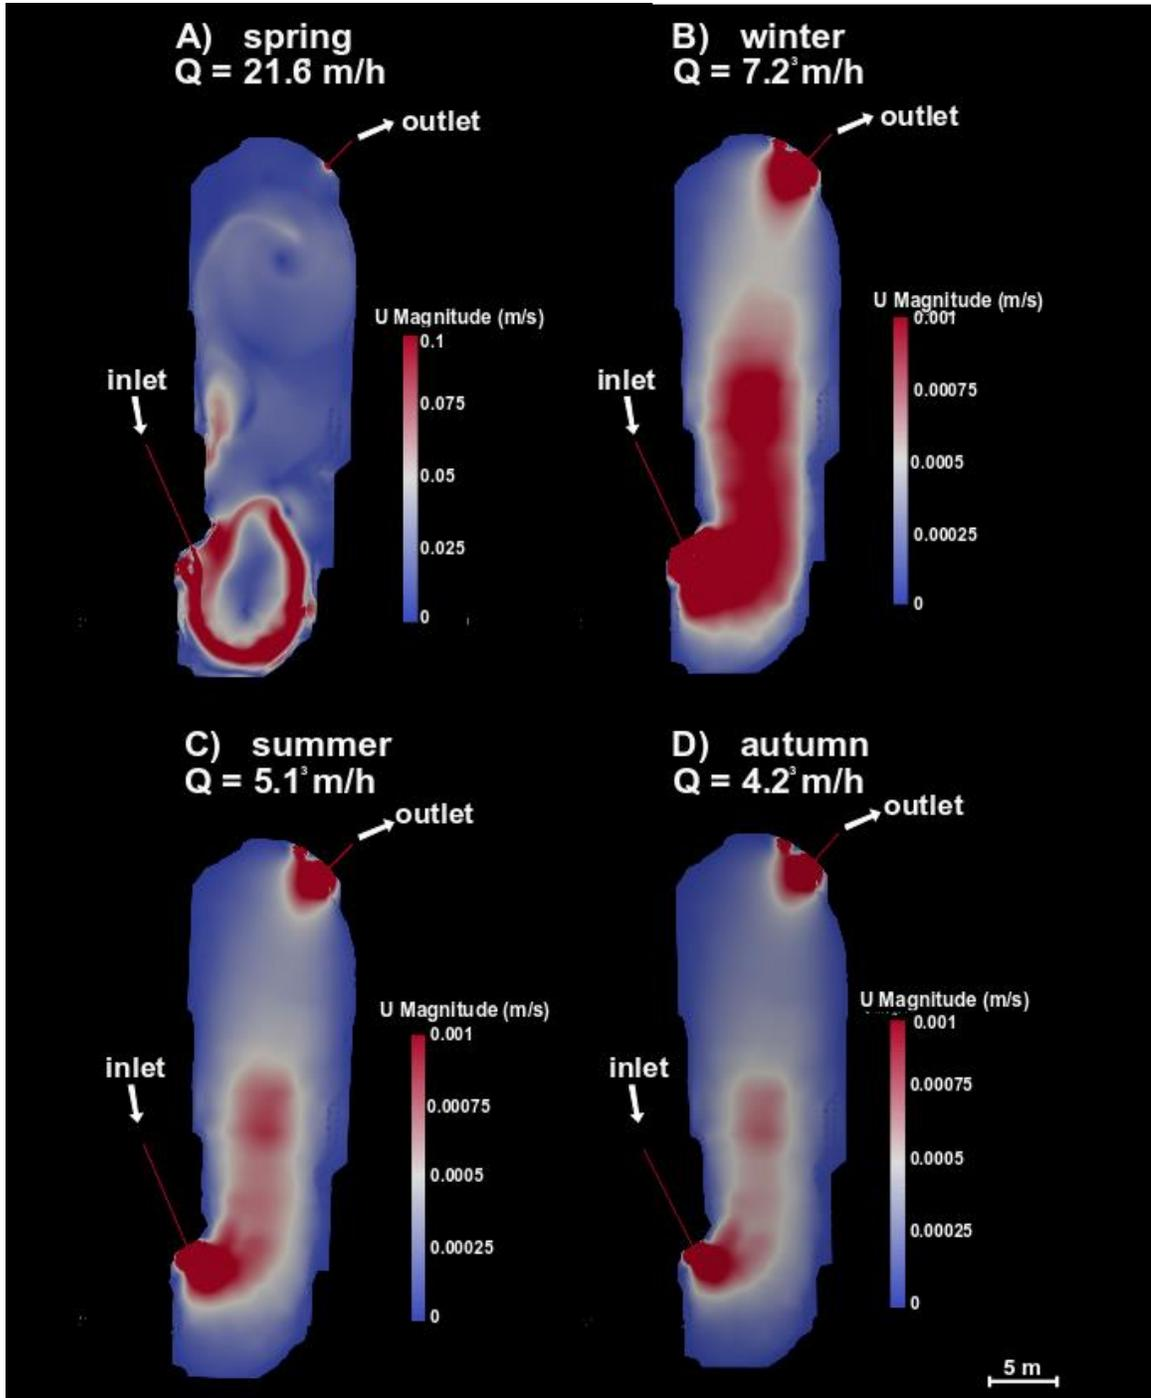 A) spring
Q = 21.6 m/h
outlet
inlet
U Magnitude (m/s)
0.1
0.075
0.05
0.025
0
B) winter
Q = 7.2³m/h
outlet
inlet
U Magnitude (m/s)
0.001
0.00075
0.0005
0.00025
0
C) summer
Q = 5.1³m/h
outlet
inlet
U Magnitude (m/s)
0.001
0.00075
0.0005
0.00025
0
D) autumn
Q = 4.2³m/h
outlet
inlet
U Magnitude (m/s)
0.001
0.00075
0.0005
0.00025
0
5 m